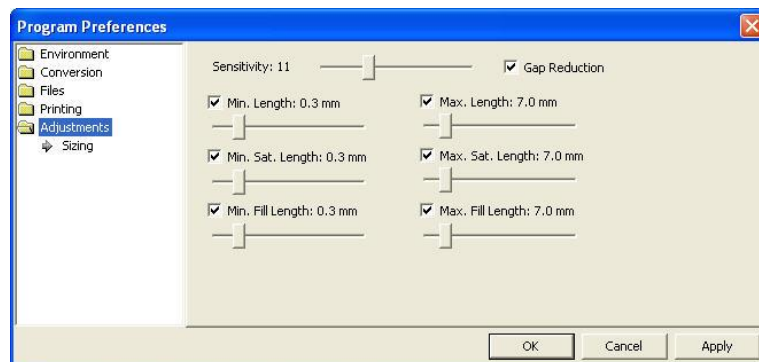 Program Preferences
Environment
Conversion
Files
Printing
Adjustments
Sizing
Sensitivity: 11
Gap Reduction
Min. Length: 0.3 mm
Max. Length: 7.0 mm
Min. Sat. Length: 0.3 mm
Max. Sat. Length: 7.0 mm
Min. Fill Length: 0.3 mm
Max. Fill Length: 7.0 mm
OK
Cancel
Apply